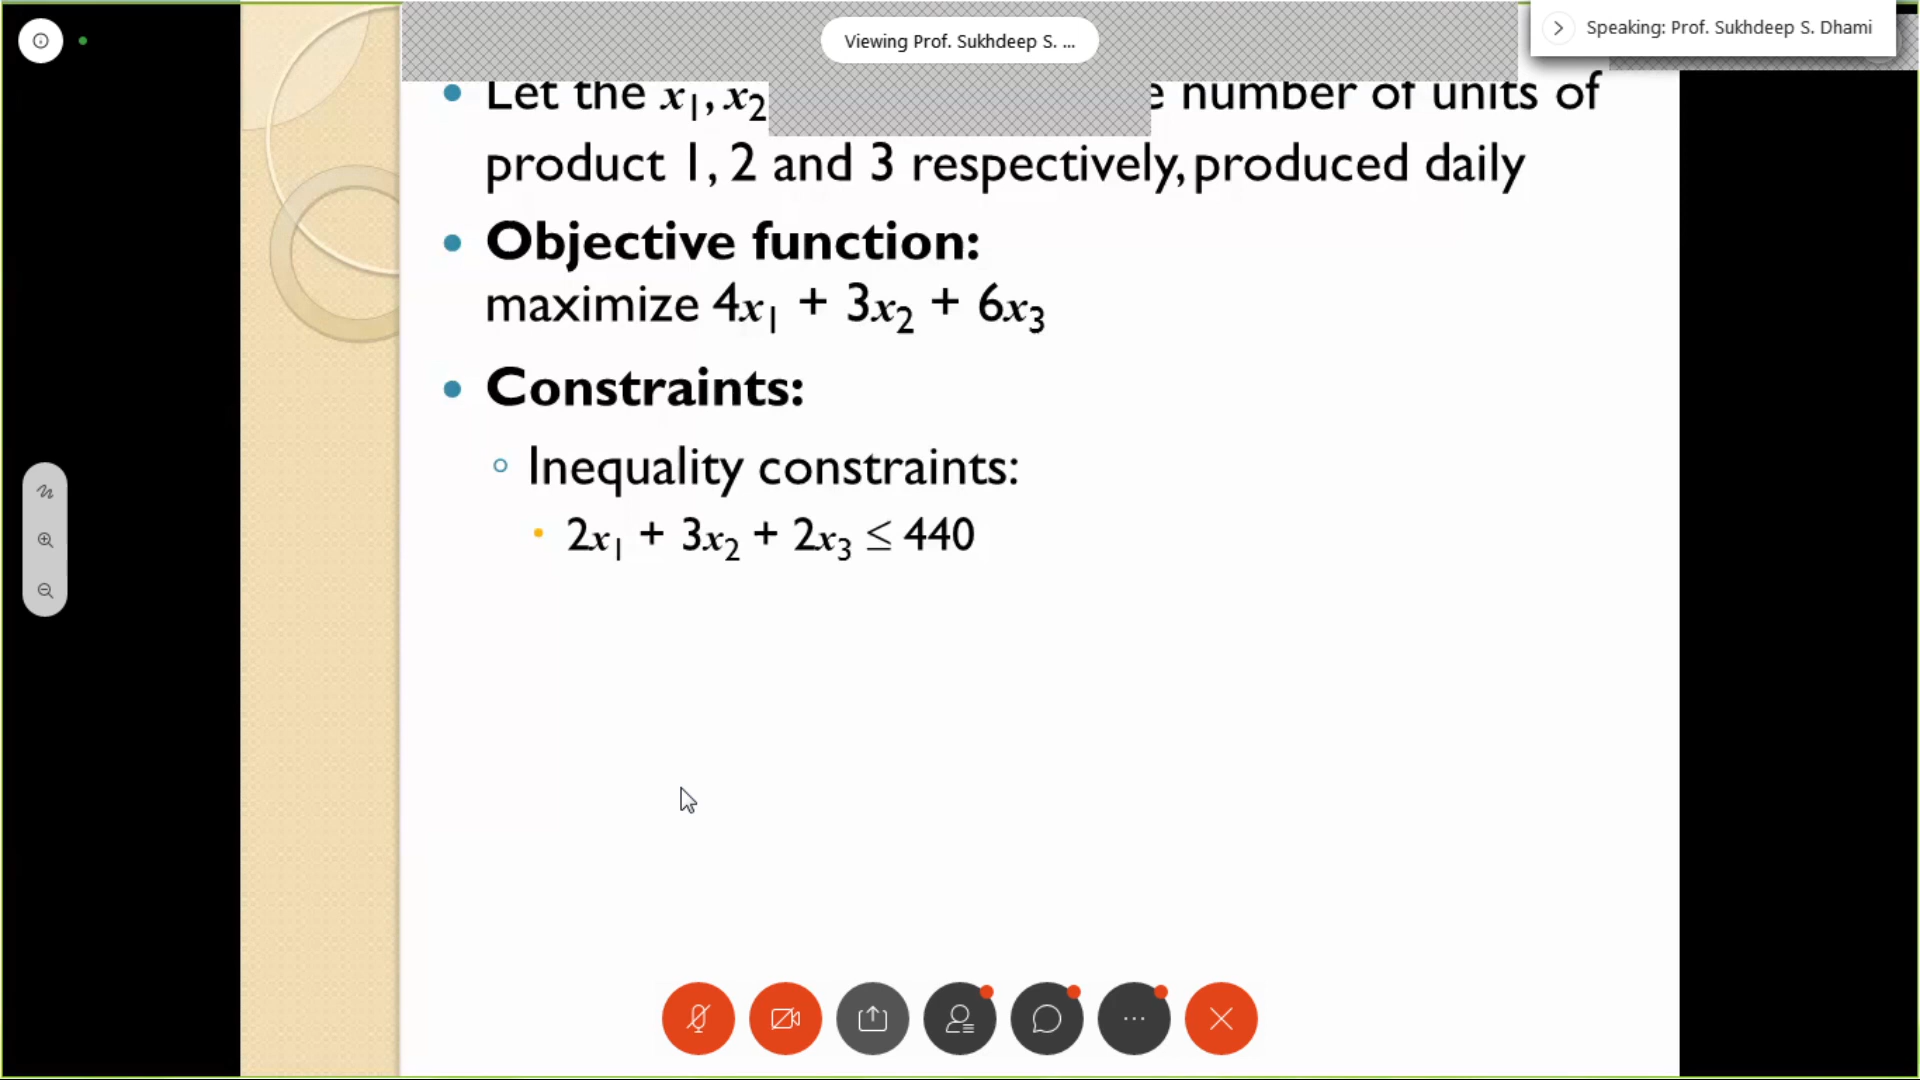 Viewing Prof. Sukhdeep S. ...
Speaking: Prof. Sukhdeep S. Dhami
Let the x₁, x₂ number of units of
product 1, 2 and 3 respectively, produced daily
Objective function:
maximize 4x₁ + 3x₂ + 6x₃
Constraints:
Inequality constraints:
2x₁ + 3x₂ + 2x₃ ≤ 440